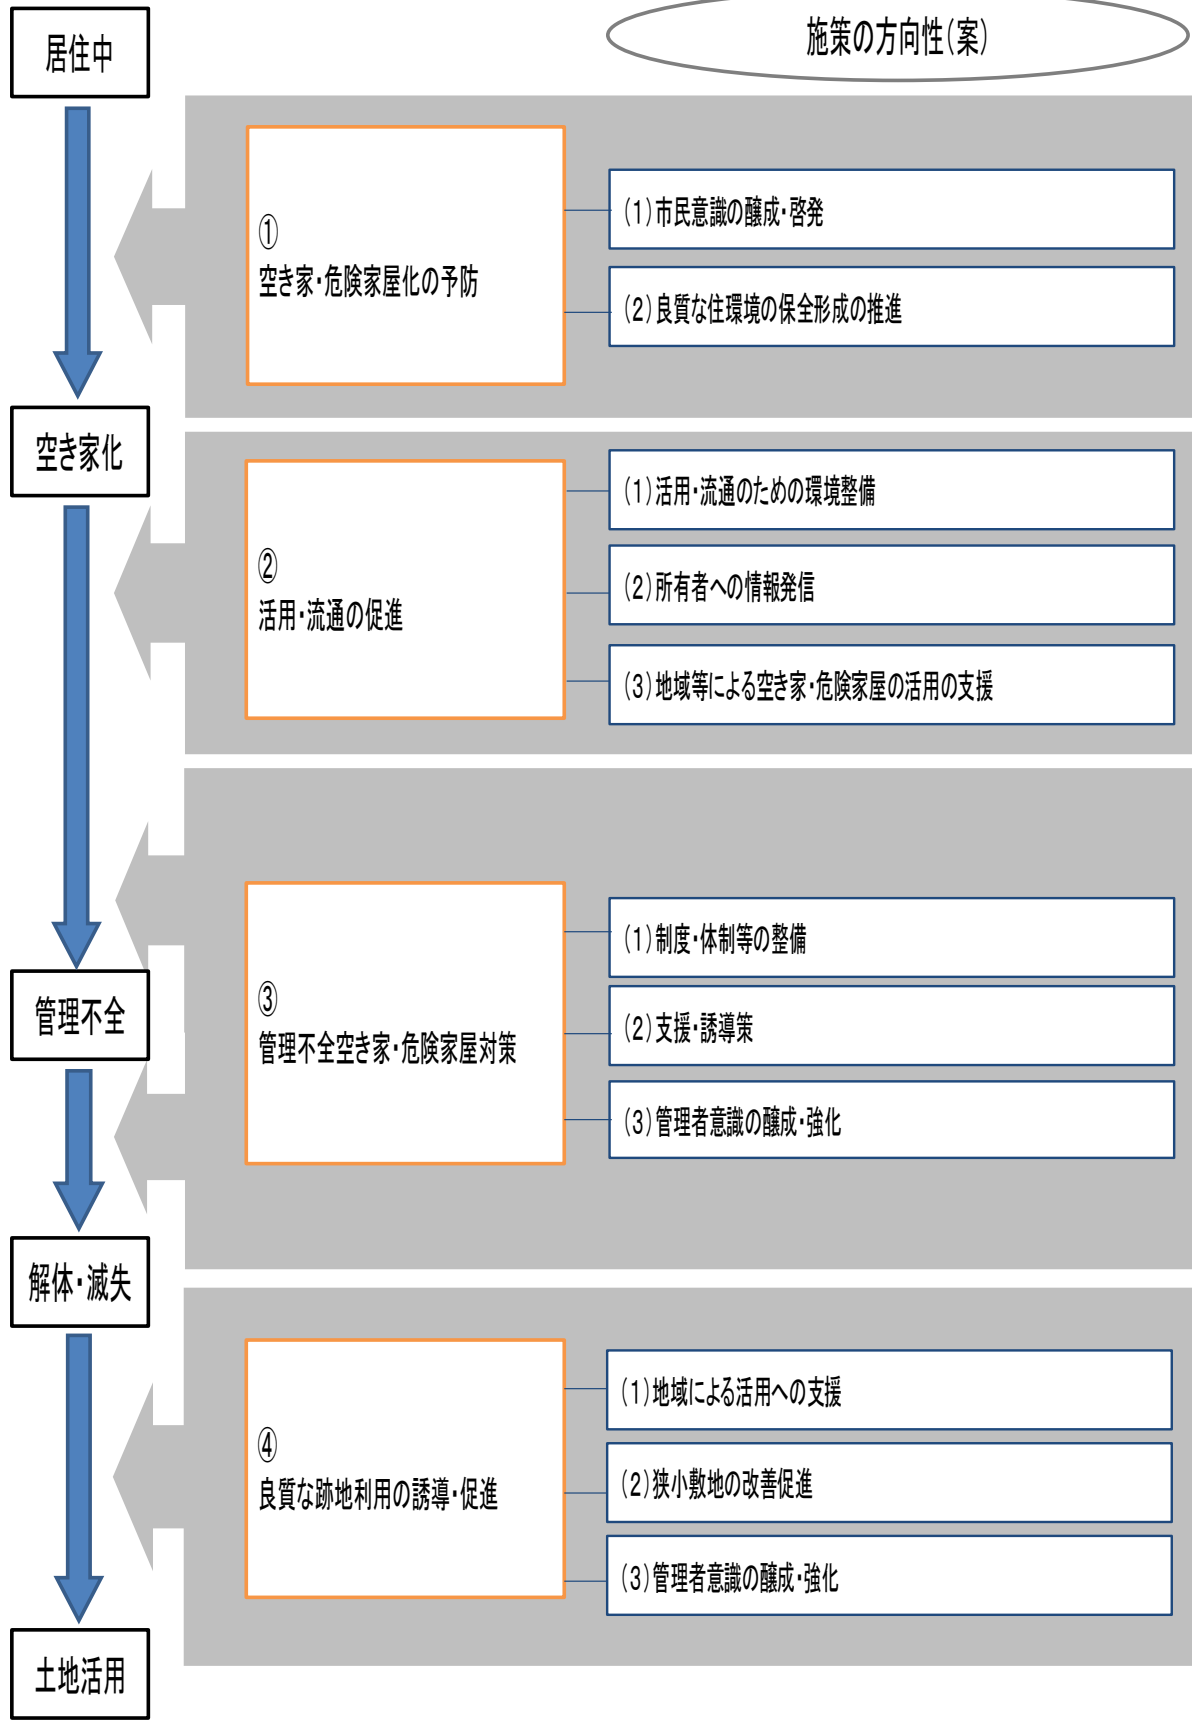 施策の方向性(案)
居住中
①
空き家・危険家屋化の予防
(1)市民意識の醸成・啓発
(2)良質な住環境の保全形成の推進
空き家化
②
活用・流通の促進
(1)活用・流通のための環境整備
(2)所有者への情報発信
(3)地域等による空き家・危険家屋の活用の支援
管理不全
③
管理不全空き家・危険家屋対策
(1)制度・体制等の整備
(2)支援・誘導策
(3)管理者意識の醸成・強化
解体・滅失
④
良質な跡地利用の誘導・促進
(1)地域による活用への支援
(2)狭小敷地の改善促進
(3)管理者意識の醸成・強化
土地活用